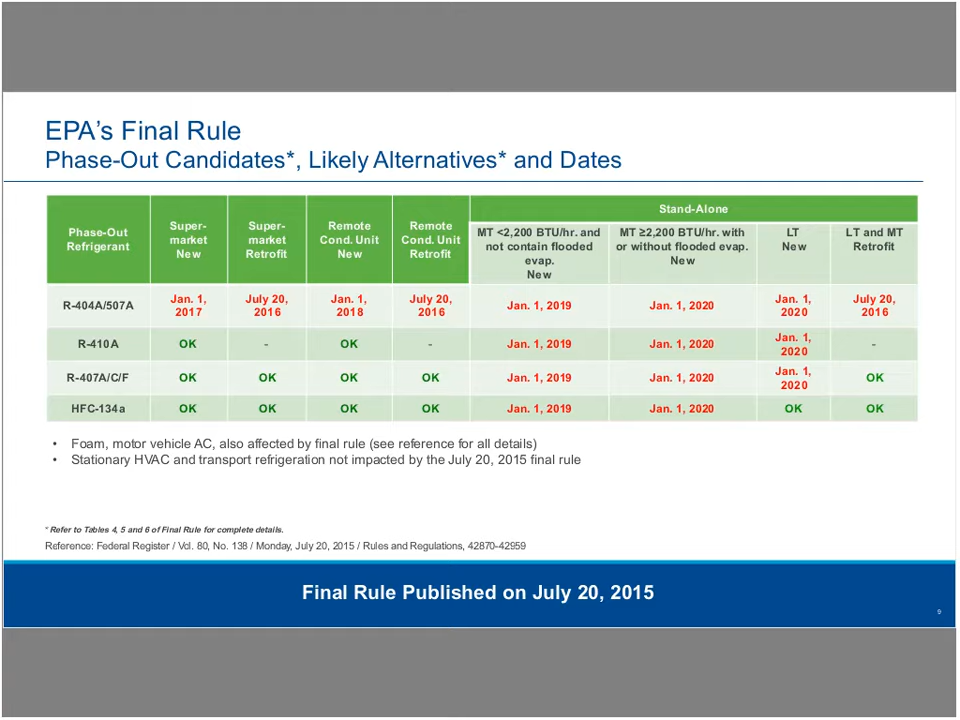 EPA's Final Rule
Phase-Out Candidates*, Likely Alternatives* and Dates
Phase-Out Refrigerant
Super-market New
Super-market Retrofit
Remote Cond. Unit New
Remote Cond. Unit Retrofit
Stand-Alone
MT <2,200 BTU/hr. and not contain flooded evap. New
MT ≥2,200 BTU/hr. with or without flooded evap. New
LT New
LT and MT Retrofit
R-404A/507A Jan. 1, 2017 July 20, 2016 Jan. 1, 2018 July 20, 2016 Jan. 1, 2019 Jan. 1, 2020 Jan. 1, 2020 July 20, 2016
R-410A OK - OK - Jan. 1, 2019 Jan. 1, 2020 Jan. 1, 2020 -
R-407A/C/F OK OK OK OK Jan. 1, 2019 Jan. 1, 2020 Jan. 1, 2020 OK
HFC-134a OK OK OK OK Jan. 1, 2019 Jan. 1, 2020 OK OK
• Foam, motor vehicle AC, also affected by final rule (see reference for all details)
• Stationary HVAC and transport refrigeration not impacted by the July 20, 2015 final rule
* Refer to Tables 4, 5 and 6 of Final Rule for complete details.
Reference: Federal Register / Vol. 80, No. 138 / Monday, July 20, 2015 / Rules and Regulations, 42870-42959
Final Rule Published on July 20, 2015
9